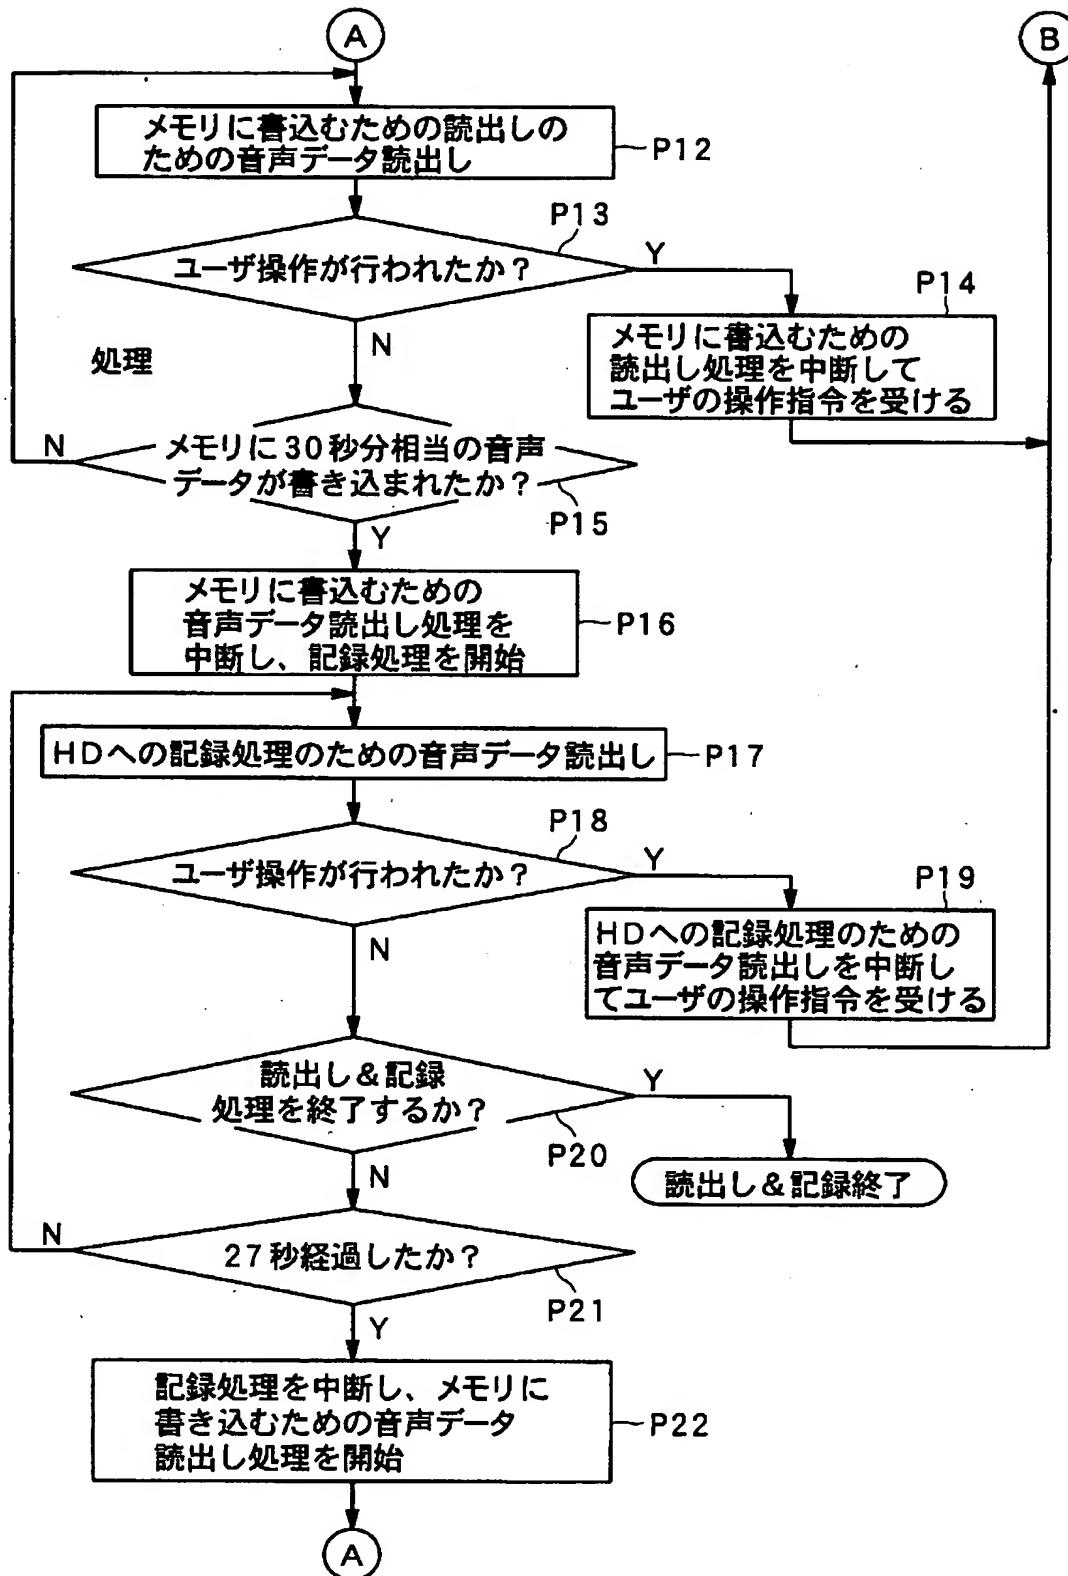 A
B
メモリに書込むための読出しの
ための音声データ読出し
P12
P13
ユーザ操作が行われたか？
Y
N
P14
メモリに書込むための
読出し処理を中断して
ユーザの操作指令を受ける
処理
N
メモリに30秒分相当の音声
データが書き込まれたか？
P15
Y
メモリに書込むための
音声データ読出し処理を
中断し、記録処理を開始
P16
HDへの記録処理のための音声データ読出し
P17
P18
ユーザ操作が行われたか？
Y
N
P19
HDへの記録処理のための
音声データ読出しを中断し
てユーザの操作指令を受ける
読出し＆記録
処理を終了するか？
Y
P20
N
読出し＆記録終了
N
27秒経過したか？
P21
Y
記録処理を中断し、メモリに
書き込むための音声データ
読出し処理を開始
P22
A